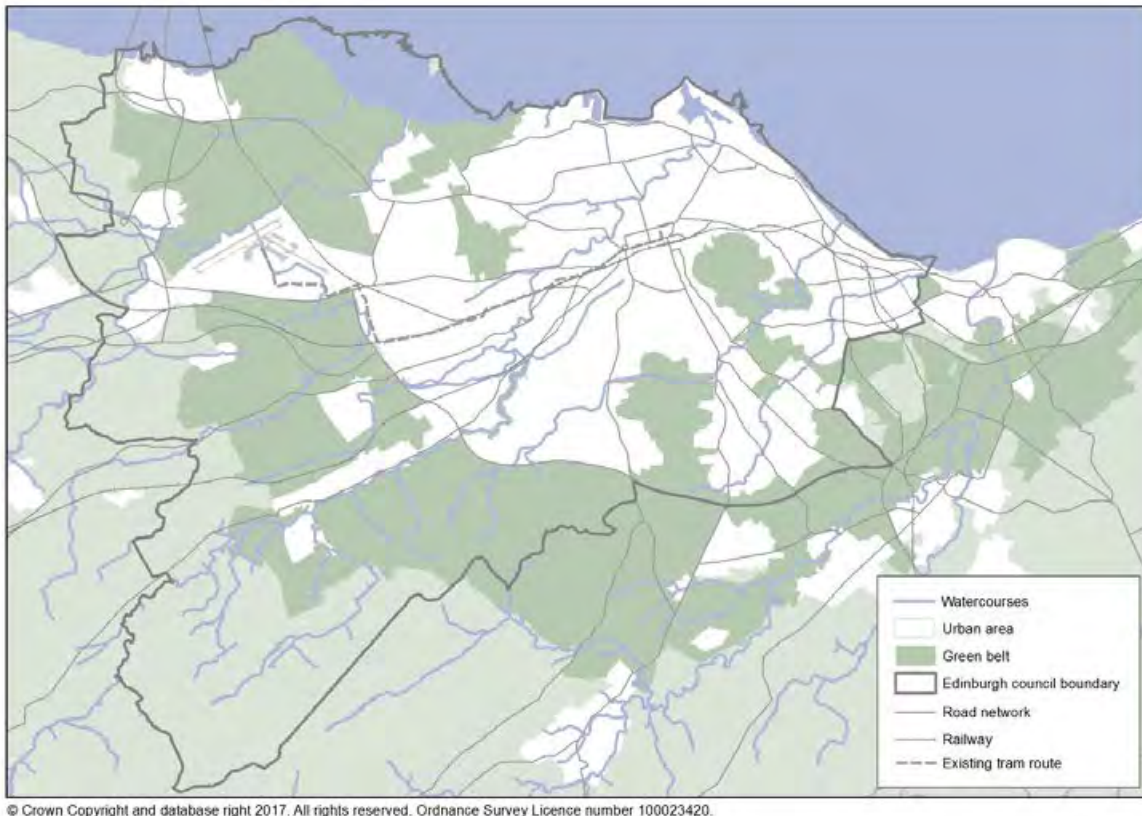 Watercourses
Urban area
Green belt
Edinburgh council boundary
Road network
Railway
Existing tram route
© Crown Copyright and database right 2017. All rights reserved. Ordnance Survey Licence number 100023420.